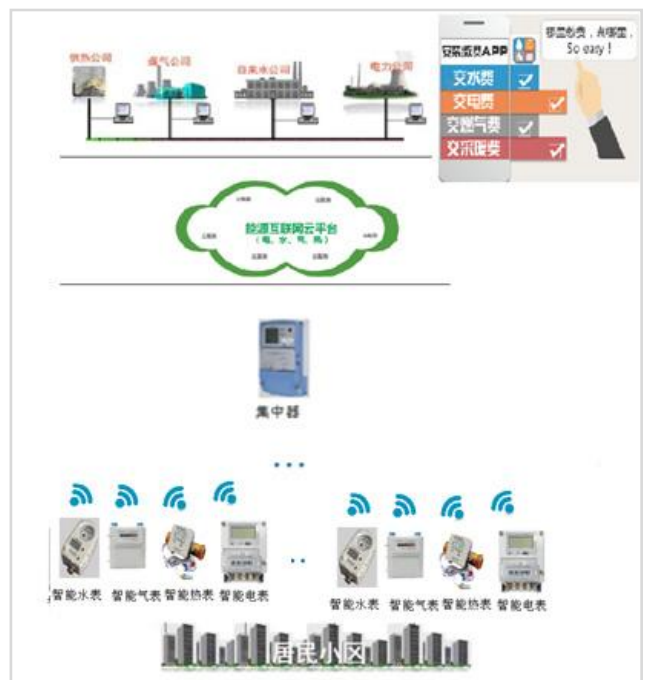 供热公司
煤气公司
自来水公司
电力公司
交水费
交电费
交燃气费
交采暖费
So easy！
能源互联网云平台
（电、水、气、热）
集中器
...
智能水表 智能气表 智能热表 智能电表
..
智能水表 智能气表 智能热表 智能电表
居民小区